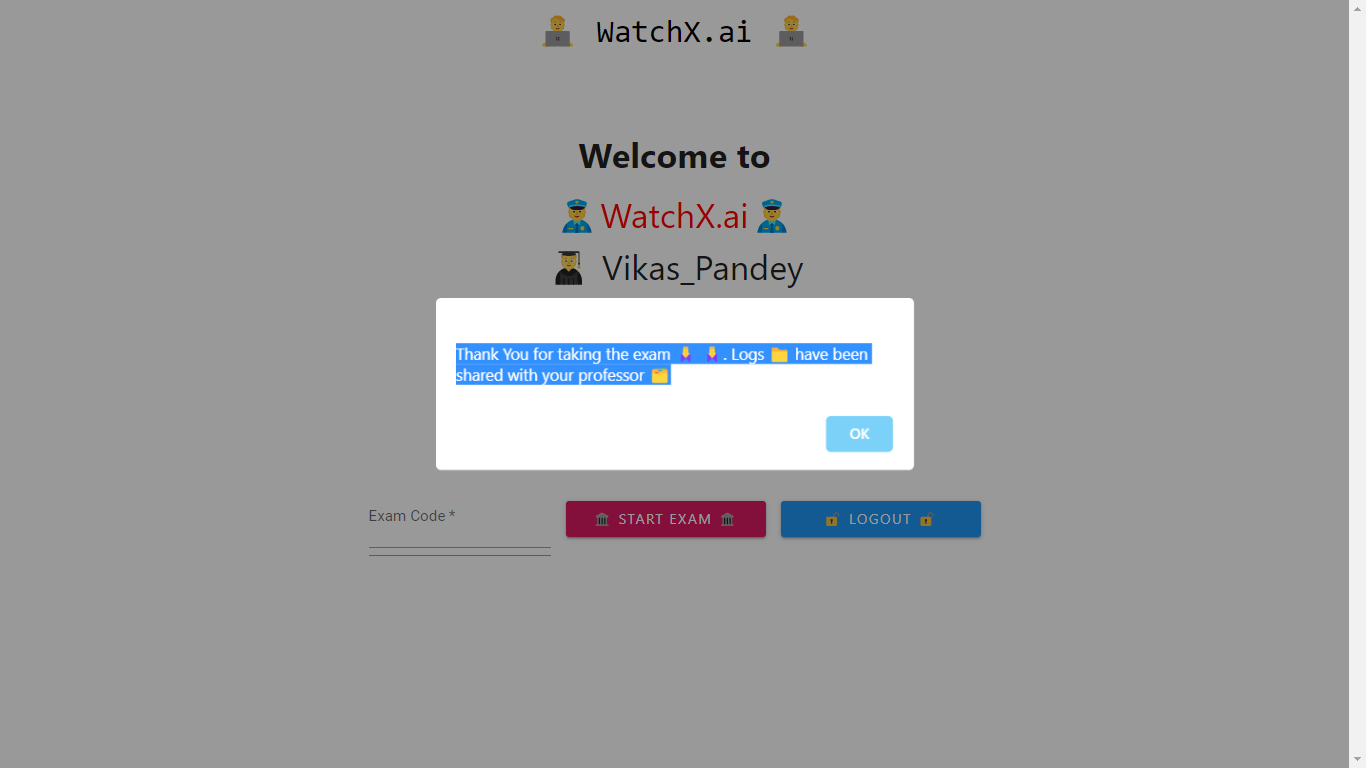 WatchX.ai
Welcome to
WatchX.ai
Vikas_Pandey
Thank You for taking the exam . Logs have been
shared with your professor
OK
Exam Code *
START EXAM
LOGOUT